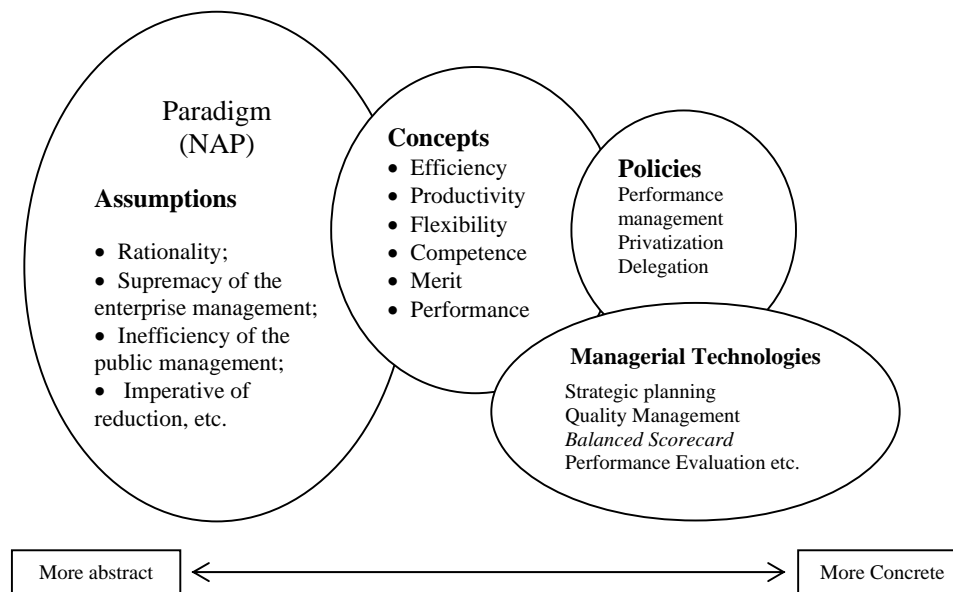 Paradigm
(NAP)
Assumptions
• Rationality;
• Supremacy of the
enterprise management;
• Inefficiency of the
public management;
• Imperative of
reduction, etc.
Concepts
• Efficiency
• Productivity
• Flexibility
• Competence
• Merit
• Performance
Policies
Performance
management
Privatization
Delegation
Managerial Technologies
Strategic planning
Quality Management
Balanced Scorecard
Performance Evaluation etc.
More abstract
More Concrete